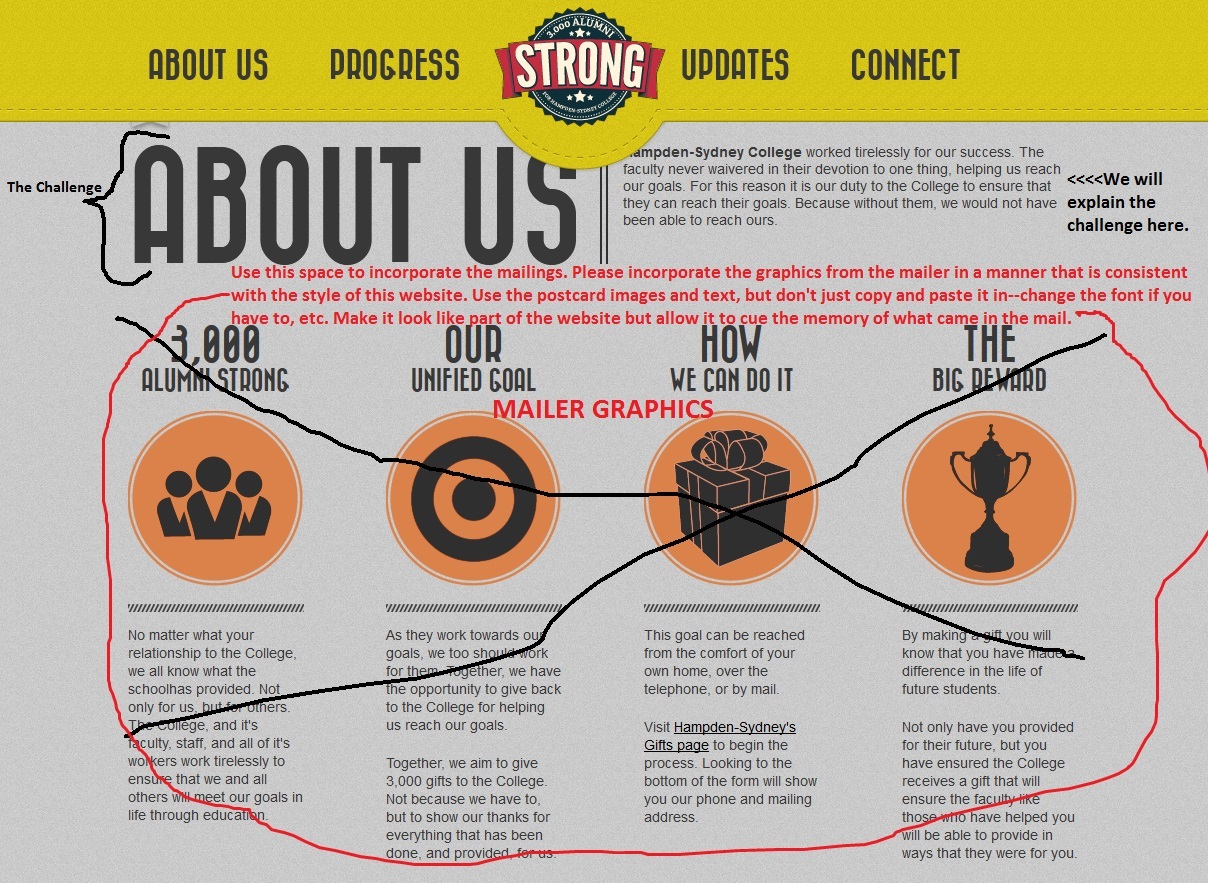 ABOUT US
PROGRESS
3,000 ALUMNI
STRONG
FOR HAMPDEN-SYDNEY COLLEGE
UPDATES
CONNECT
The Challenge
ABOUT US
Hampden-Sydney College worked tirelessly for our success. The
faculty never waivered in their devotion to one thing, helping us reach
our goals. For this reason it is our duty to the College to ensure that
they can reach their goals. Because without them, we would not have
been able to reach ours.
<<<<We will
explain the
challenge here.
Use this space to incorporate the mailings. Please incorporate the graphics from the mailer in a manner that is consistent
with the style of this website. Use the postcard images and text, but don't just copy and paste it in--change the font if you
have to, etc. Make it look like part of the website but allow it to cue the memory of what came in the mail.
3,000
ALUMNI STRONG
OUR
UNIFIED GOAL
HOW
WE CAN DO IT
THE
BIG REWARD
MAILER GRAPHICS
No matter what your
relationship to the College,
we all know what the
schoolhas provided. Not
only for us, but for others.
The College, and it's
faculty, staff, and all of it's
workers work tirelessly to
ensure that we and all
others will meet our goals in
life through education.
As they work towards our
goals, we too should work
for them. Together, we have
the opportunity to give back
to the College for helping
us reach our goals.
Together, we aim to give
3,000 gifts to the College.
Not because we have to,
but to show our thanks for
everything that has been
done, and provided, for us.
This goal can be reached
from the comfort of your
own home, over the
telephone, or by mail.
Visit Hampden-Sydney's
Gifts page to begin the
process. Looking to the
bottom of the form will show
you our phone and mailing
address.
By making a gift you will
know that you have made a
difference in the life of
future students.
Not only have you provided
for their future, but you
have ensured the College
receives a gift that will
ensure the faculty like
those who have helped you
will be able to provide in
ways that they were for you.